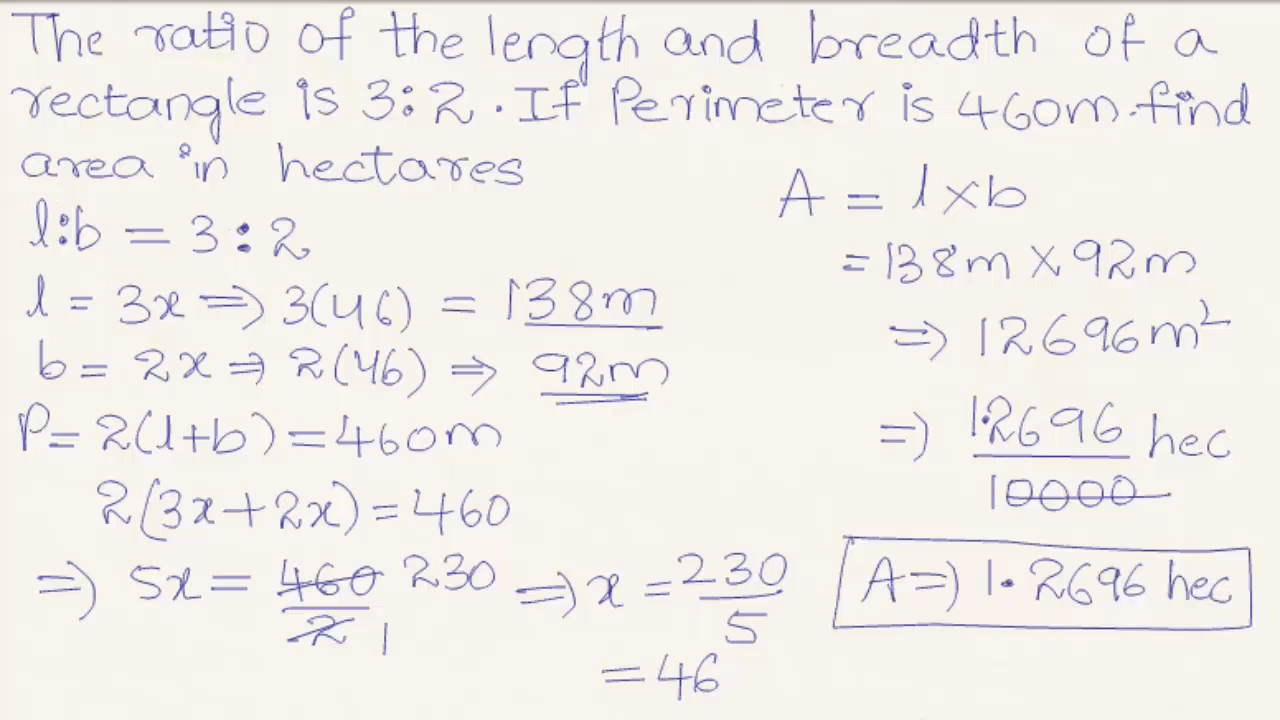 The ratio of the length and breadth of a
rectangle is 3:2. If Perimeter is 460m. find
area in hectares
l:b = 3:2
l = 3x ⇒ 3(46) = 138m
b = 2x ⇒ 2(46) ⇒ 92m
P = 2(l+b) = 460m
2(3x+2x) = 460
⇒ 5x = 460/2 230 1 ⇒ x = 230/5
= 46
A = l×b
= 138m × 92m
⇒ 12696m²
⇒ 1.2696/10000 hec
A ⇒ 1.2696 hec